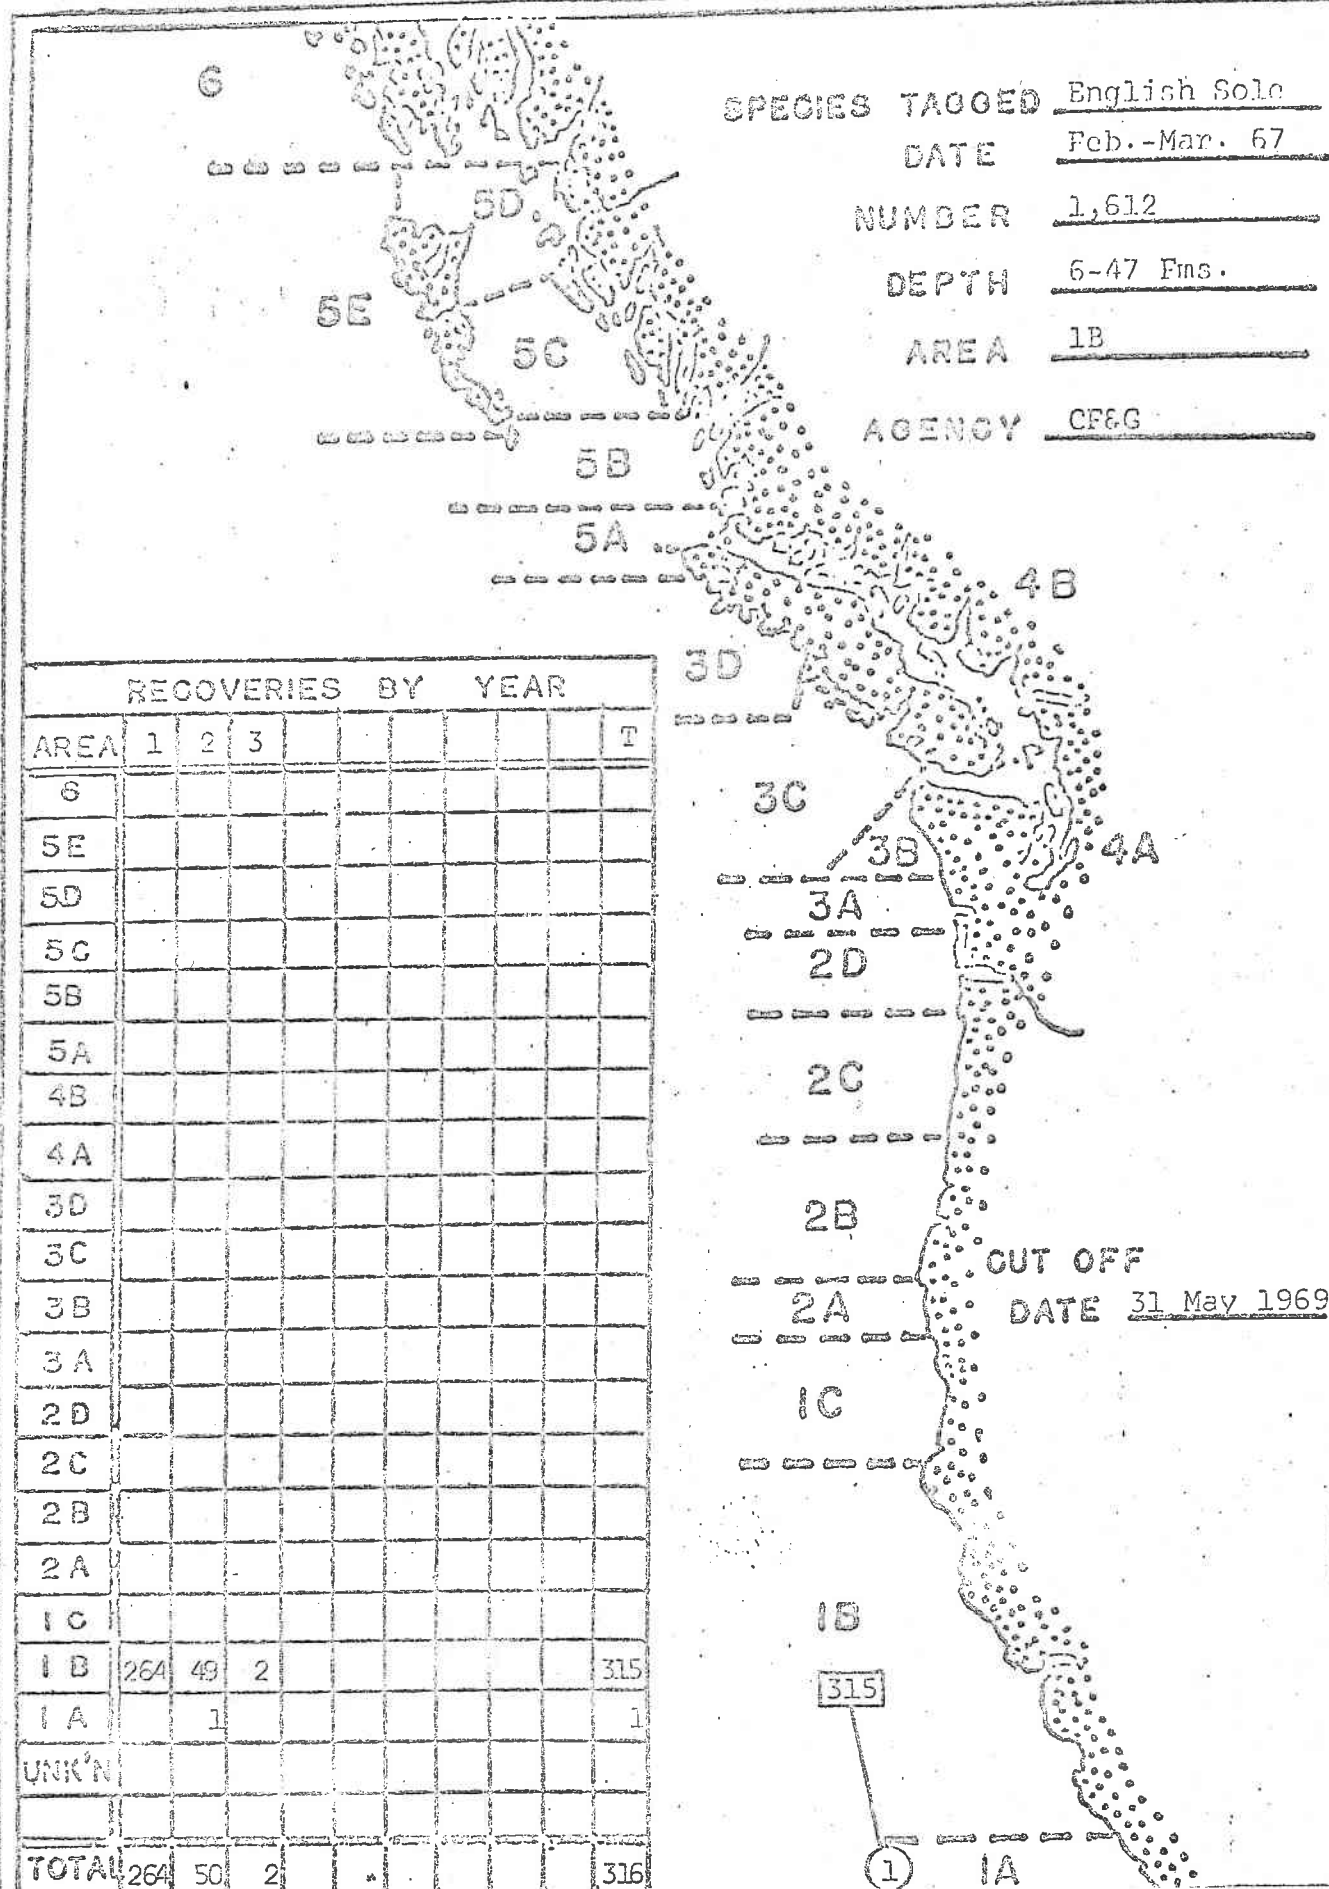 SPECIES TAGGED English Sole
DATE Feb.-Mar. 67
NUMBER 1,612
DEPTH 6-47 Fms.
AREA 1B
AGENCY CF&G
6
5D
5E
5C
5B
5A
4B
3D
3C
3B
4A
3A
2D
2C
2B
CUT OFF
DATE 31 May 1969
2A
1C
1B
315
1
1A
RECOVERIES BY YEAR
AREA 1 2 3 T
6
5E
5D
5C
5B
5A
4B
4A
3D
3C
3B
3A
2D
2C
2B
2A
1C
1B 264 49 2 315
1A 1 1
UNK'N
TOTAL 264 50 2 316